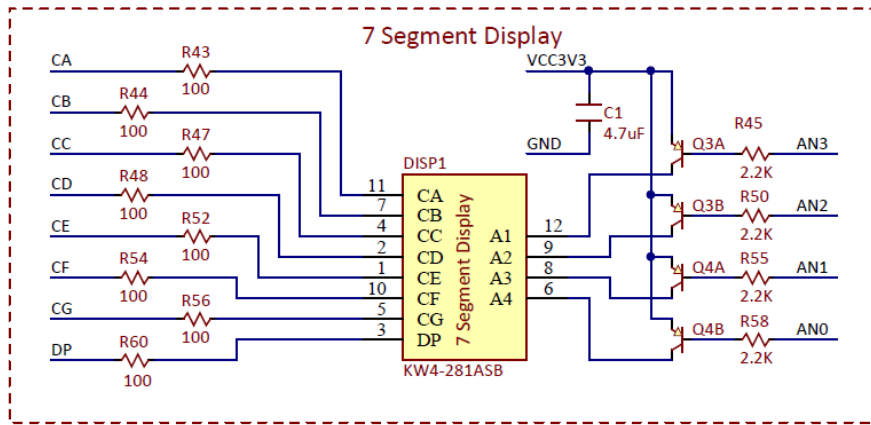 7 Segment Display
CA
R43
100
CB
R44
100
CC
R47
100
CD
R48
100
CE
R52
100
CF
R54
100
CG
R56
100
DP
R60
100
DISP1
11 CA
7 CB
4 CC
2 CD
1 CE
10 CF
5 CG
3 DP
7 Segment Display
A1 12
A2 9
A3 8
A4 6
KW4-281ASB
VCC3V3
C1
4.7uF
GND
R45
Q3A
AN3
2.2K
Q3B
R50
AN2
2.2K
R55
Q4A
AN1
2.2K
R58
Q4B
AN0
2.2K